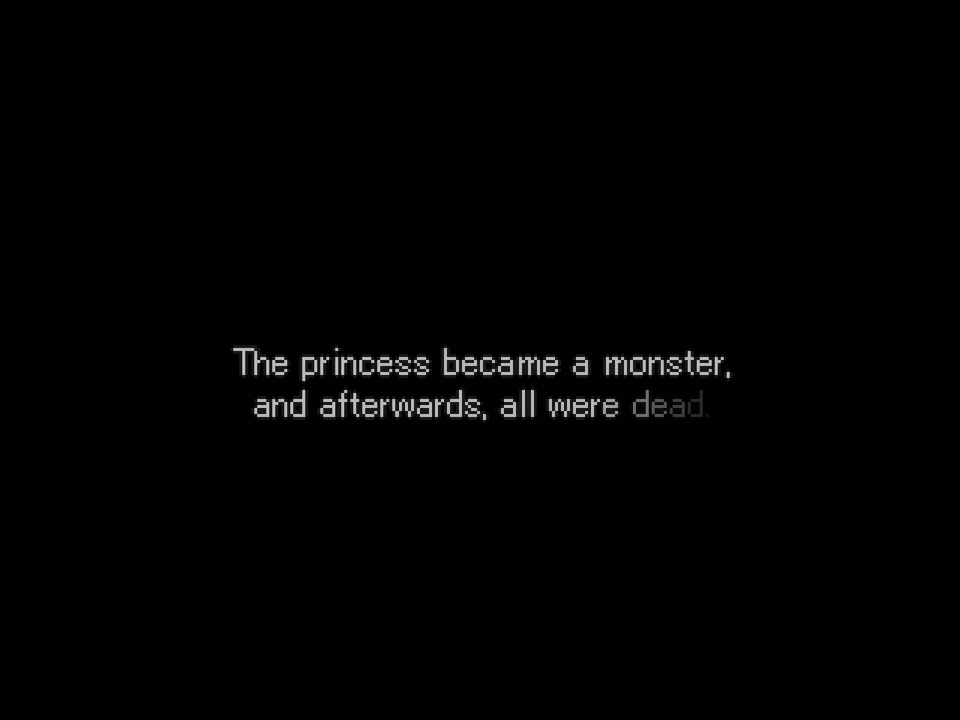 The princess became a monster,
and afterwards, all were dead.